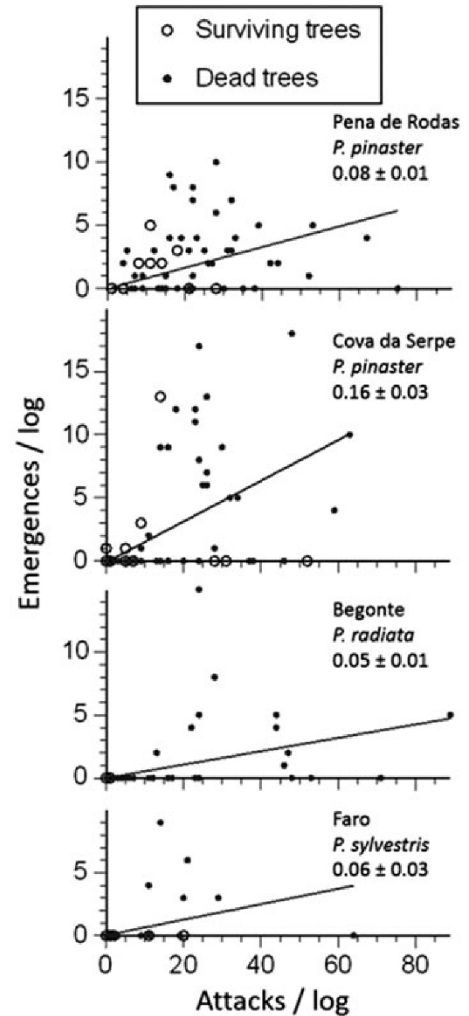 Surviving trees
Dead trees
Emergences / log
15
10
5
0
Pena de Rodas
P. pinaster
0.08 ± 0.01
15
10
5
0
Cova da Serpe
P. pinaster
0.16 ± 0.03
10
5
0
Begonte
P. radiata
0.05 ± 0.01
5
0
Faro
P. sylvestris
0.06 ± 0.03
0 20 40 60 80
Attacks / log